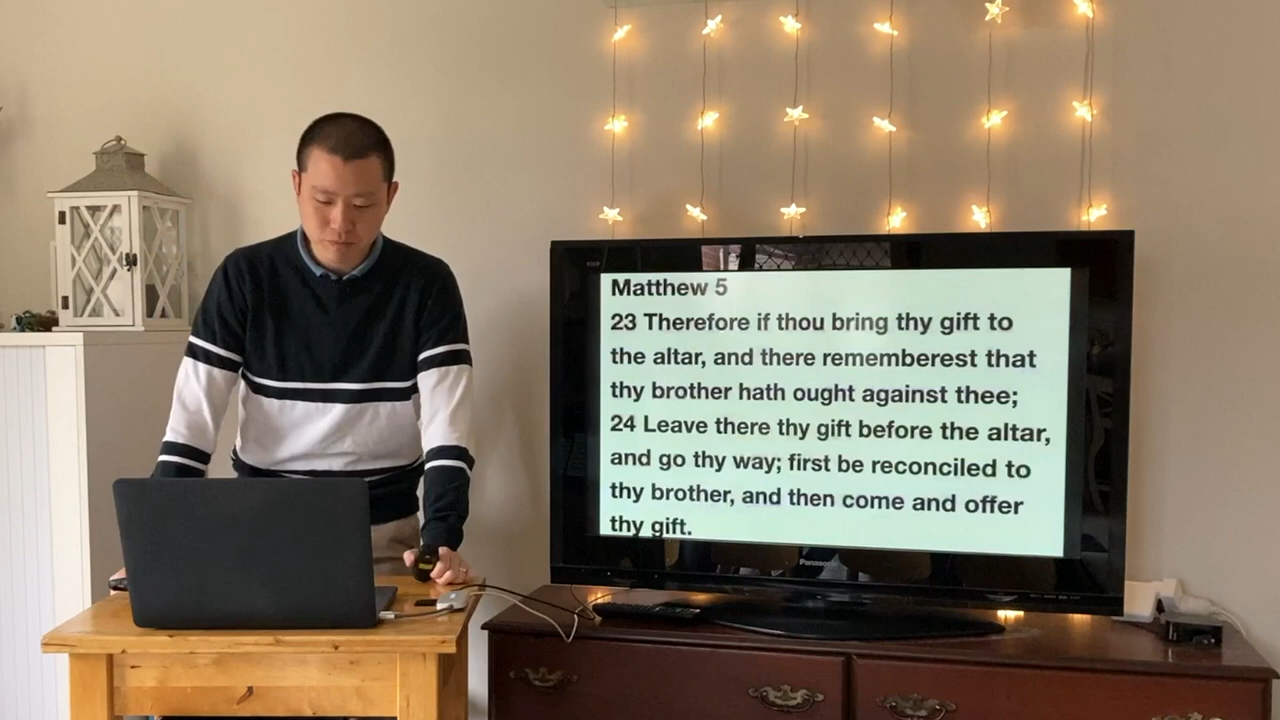 Matthew 5
23 Therefore if thou bring thy gift to
the altar, and there rememberest that
thy brother hath ought against thee;
24 Leave there thy gift before the altar,
and go thy way; first be reconciled to
thy brother, and then come and offer
thy gift.
Panasonic